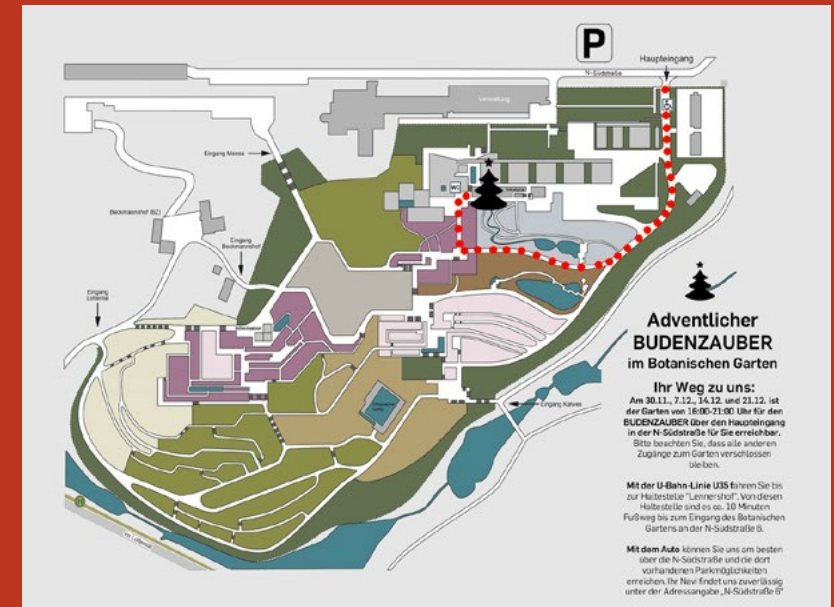 P
Haupteingang
N-Südstraße
Verwaltung
Eingang Mensa
WC
Beckmannshof (BZ)
Eingang
Beckmannshof
Eingang
Lottental
Eingang Kalwes
H
Im Lottental
Adventlicher
BUDENZAUBER
im Botanischen Garten
Ihr Weg zu uns:
Am 30.11., 7.12., 14.12. und 21.12. ist
der Garten von 16:00-21:00 Uhr für den
BUDENZAUBER über den Haupteingang
in der N-Südstraße für Sie erreichbar.
Bitte beachten Sie, dass alle anderen
Zugänge zum Garten verschlossen
bleiben.
Mit der U-Bahn-Linie U35 fahren Sie bis
zur Haltestelle "Lennershof". Von diesen
Haltestelle sind es ca. 10 Minuten
Fußweg bis zum Eingang des Botanischen
Gartens an der N-Südstraße 6.
Mit dem Auto können Sie uns am besten
über die N-Südstraße und die dort
vorhandenen Parkmöglichkeiten
erreichen. Ihr Navi findet uns zuverlässig
unter der Adressangabe „N-Südstraße 6"